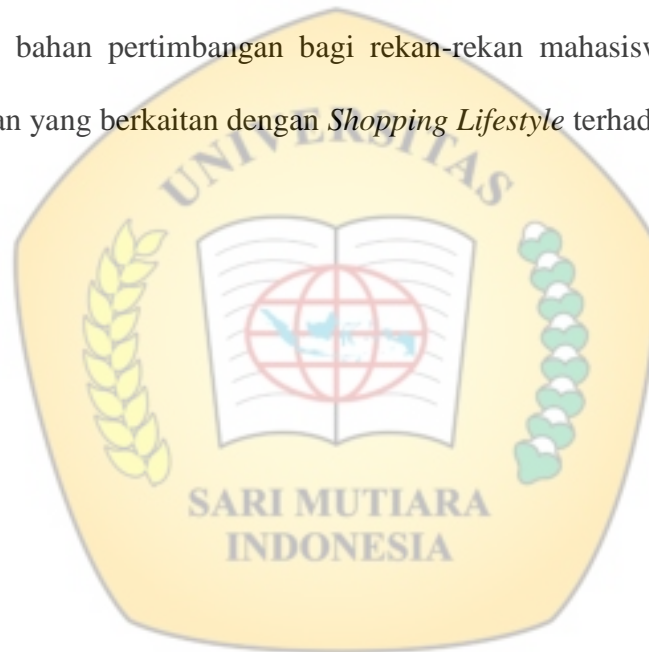 bahan pertimbangan bagi rekan-rekan mahasisw
an yang berkaitan dengan Shopping Lifestyle terhad
UNIVERSITAS
SARI MUTIARA
INDONESIA